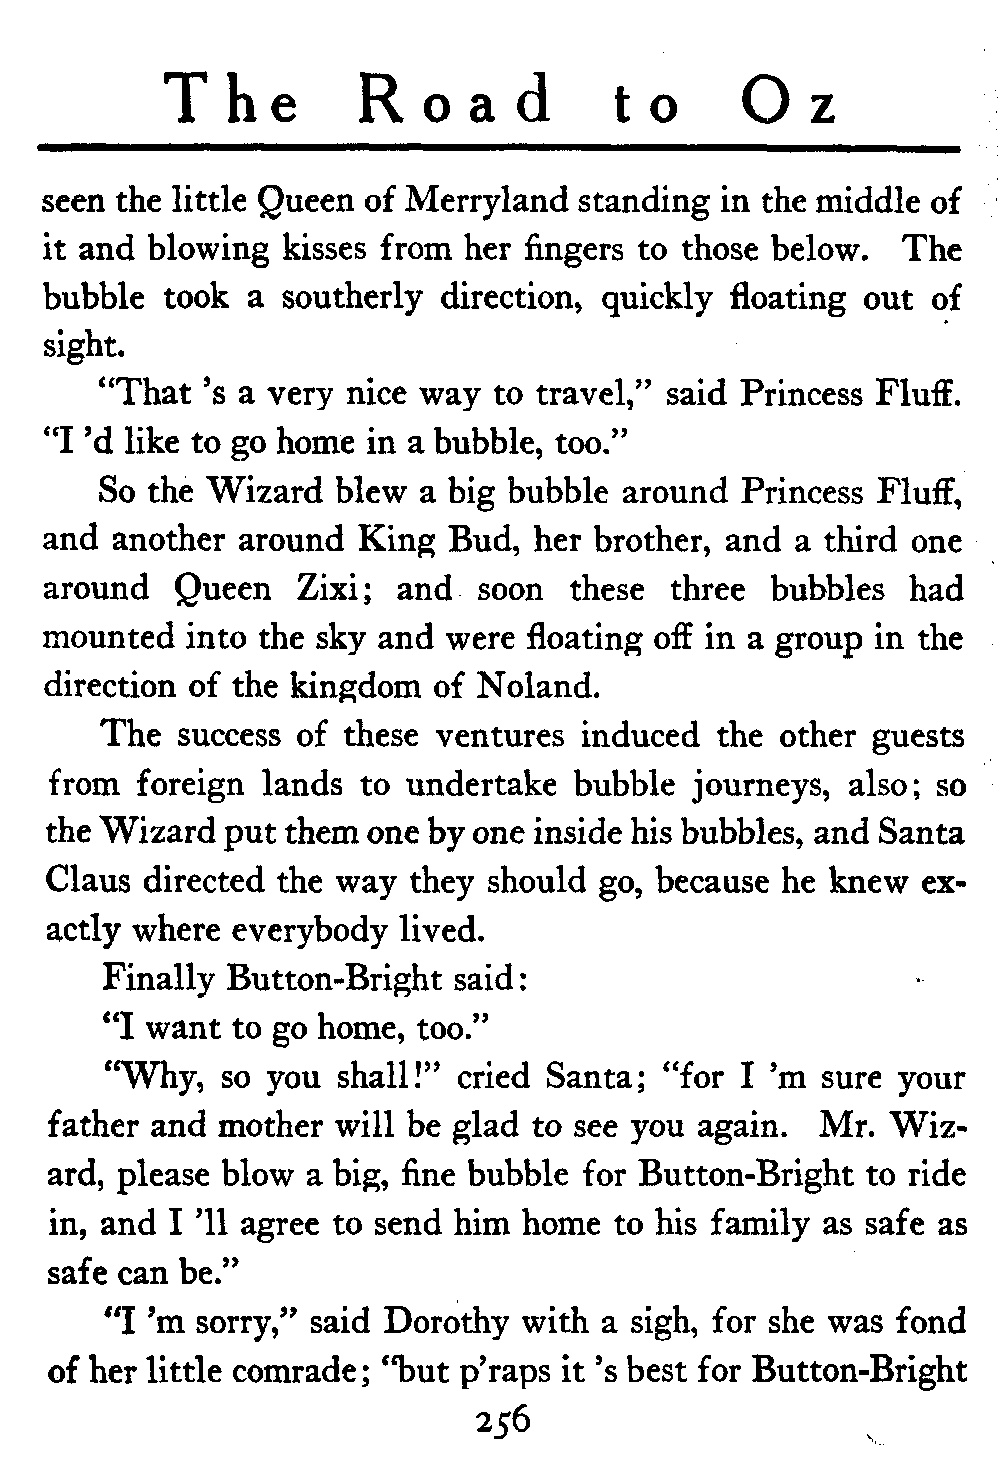 The Road to Oz
seen the little Queen of Merryland standing in the middle of
it and blowing kisses from her fingers to those below. The
bubble took a southerly direction, quickly floating out of
sight.
“That ’s a very nice way to travel,” said Princess Fluff.
“I ’d like to go home in a bubble, too.”
So the Wizard blew a big bubble around Princess Fluff,
and another around King Bud, her brother, and a third one
around Queen Zixi; and soon these three bubbles had
mounted into the sky and were floating off in a group in the
direction of the kingdom of Noland.
The success of these ventures induced the other guests
from foreign lands to undertake bubble journeys, also; so
the Wizard put them one by one inside his bubbles, and Santa
Claus directed the way they should go, because he knew ex-
actly where everybody lived.
Finally Button-Bright said:
“I want to go home, too.”
“Why, so you shall!” cried Santa; “for I ’m sure your
father and mother will be glad to see you again. Mr. Wiz-
ard, please blow a big, fine bubble for Button-Bright to ride
in, and I ’ll agree to send him home to his family as safe as
safe can be.”
“I ’m sorry,” said Dorothy with a sigh, for she was fond
of her little comrade; “but p’raps it ’s best for Button-Bright
256